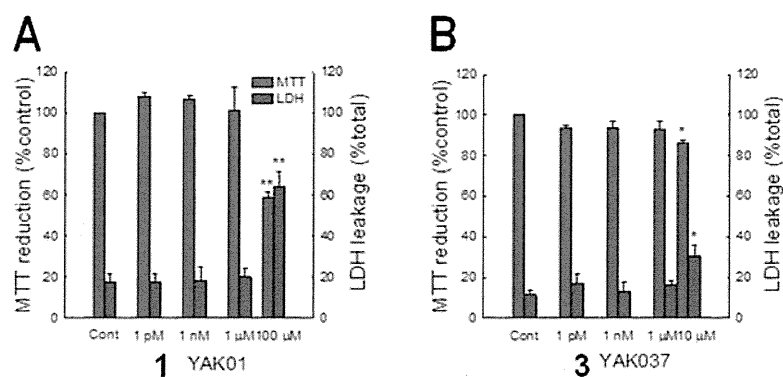 A
B
MTT reduction (%control)
120
100
80
60
40
20
0
MTT
LDH
**
**
120
100
80
60
40
20
0
LDH leakage (%total)
Cont 1 pM 1 nM 1 μM 100 μM
1 YAK01
MTT reduction (%control)
120
100
80
60
40
20
0
*
*
120
100
80
60
40
20
0
LDH leakage (%total)
Cont 1 pM 1 nM 1 μM 10 μM
3 YAK037